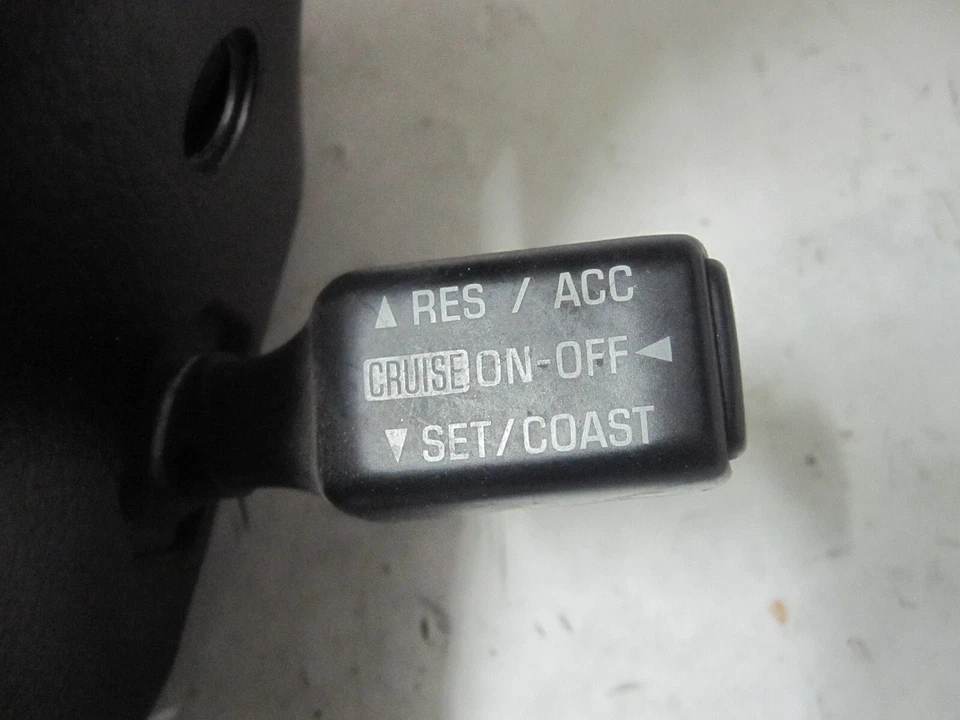 ▲ RES / ACC
CRUISE ON-OFF ◀
▼ SET/COAST